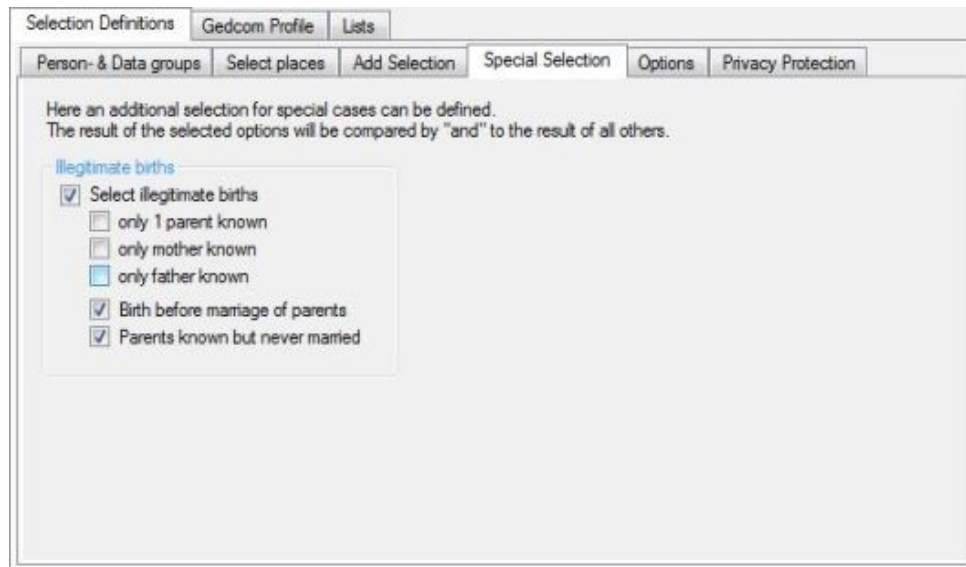 Selection Definitions Gedcom Profile Lists
Person- & Data groups Select places Add Selection Special Selection Options Privacy Protection
Here an additional selection for special cases can be defined.
The result of the selected options will be compared by "and" to the result of all others.
Illegitimate births
Select illegitimate births
only 1 parent known
only mother known
only father known
Birth before marriage of parents
Parents known but never married